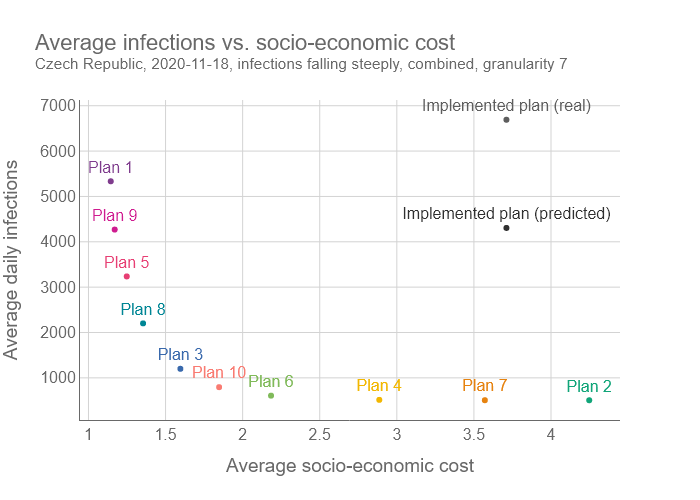 Average infections vs. socio-economic cost
Czech Republic, 2020-11-18, infections falling steeply, combined, granularity 7
7000
Implemented plan (real)
6000
Plan 1
5000
Plan 9
Implemented plan (predicted)
4000
Plan 5
3000
Plan 8
2000
Plan 3
Plan 10
1000
Plan 6
Plan 4
Plan 7
Plan 2
Average daily infections
1 1.5 2 2.5 3 3.5 4
Average socio-economic cost